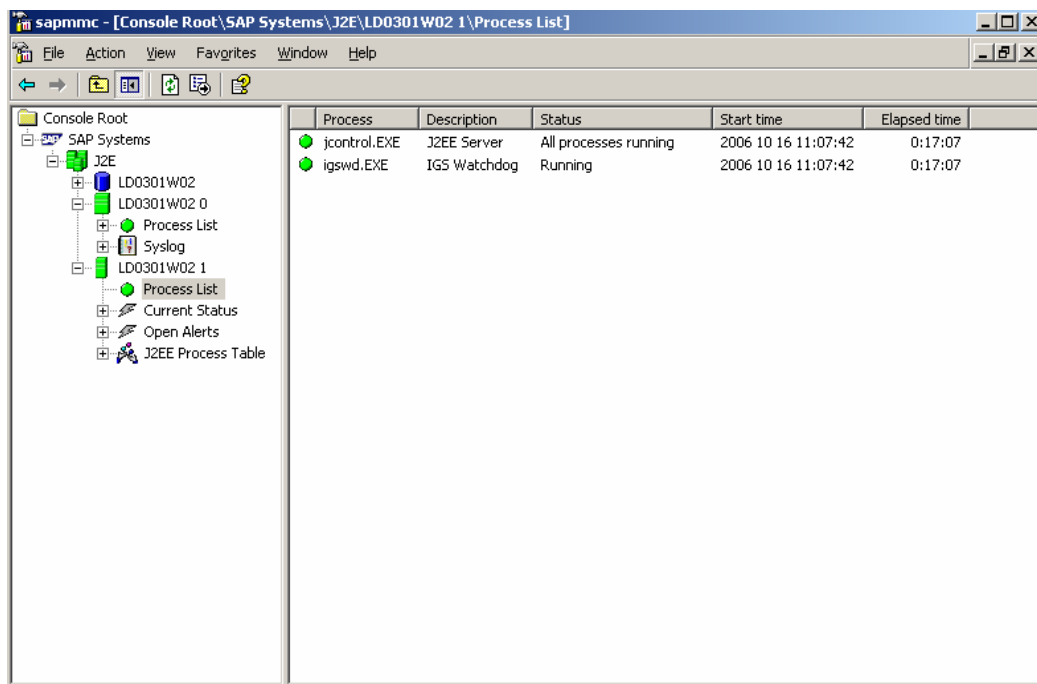 sapmmc - [Console Root\SAP Systems\J2E\LD0301W02 1\Process List]
File Action View Favorites Window Help
Console Root
SAP Systems
J2E
LD0301W02
LD0301W02 0
Process List
Syslog
LD0301W02 1
Process List
Current Status
Open Alerts
J2EE Process Table
Process Description Status Start time Elapsed time
jcontrol.EXE J2EE Server All processes running 2006 10 16 11:07:42 0:17:07
igswd.EXE IGS Watchdog Running 2006 10 16 11:07:42 0:17:07